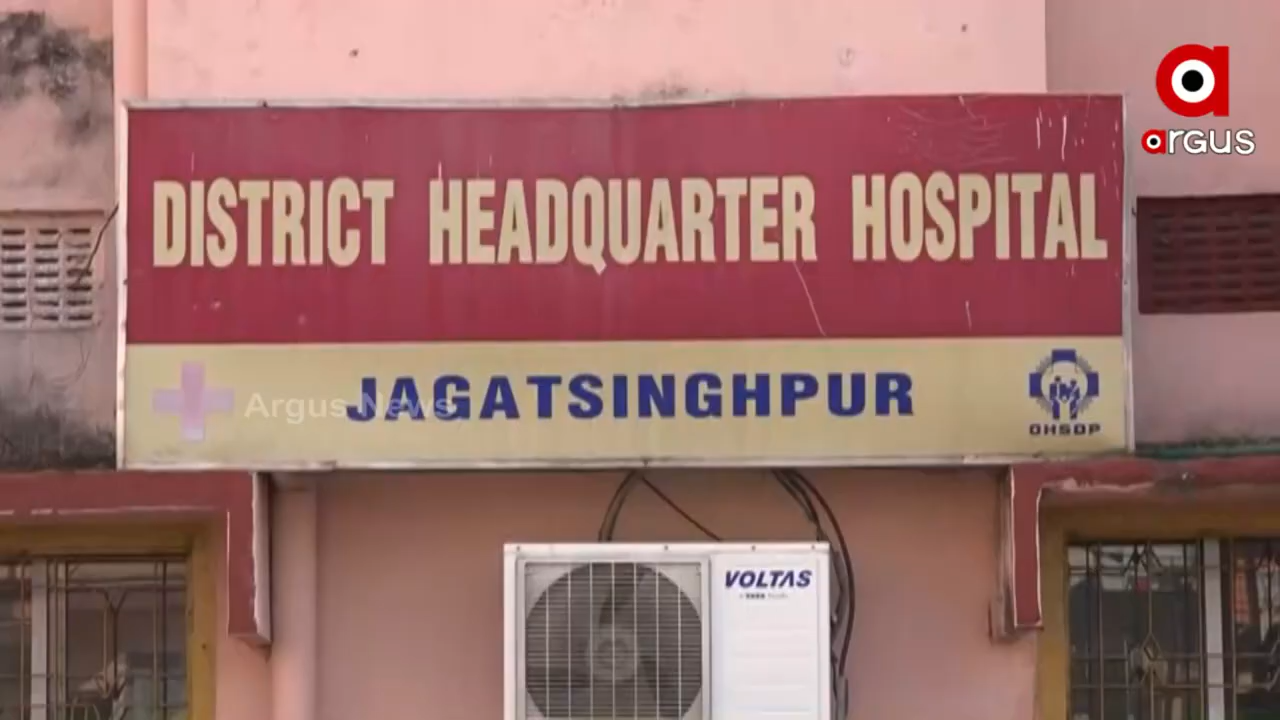 argus
DISTRICT HEADQUARTER HOSPITAL
JAGATSINGHPUR
Argus News
OHSDP
VOLTAS